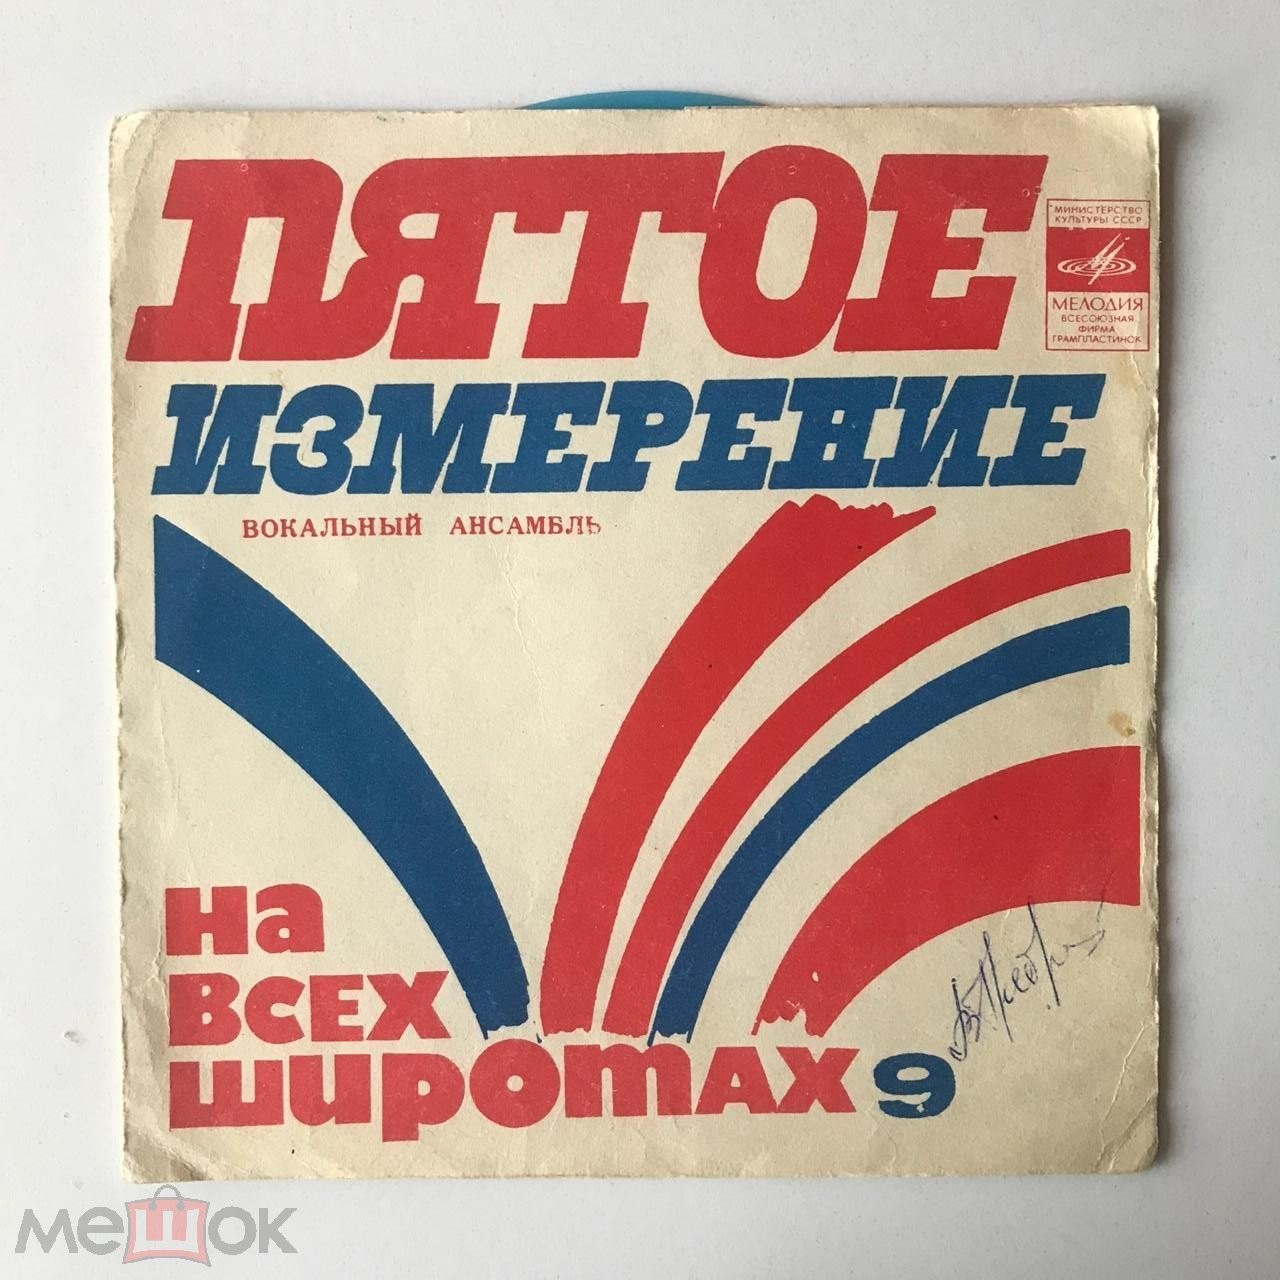 ПЯТОЕ
МИНИСТЕРСТВО
КУЛЬТУРЫ СССР
МЕЛОДИЯ
ВСЕСОЮЗНАЯ
ФИРМА
ГРАМПЛАСТИНОК
ИЗМЕРЕНИЕ
ВОКАЛЬНЫЙ АНСАМБЛЬ
на
всех
широтах 9
мешок